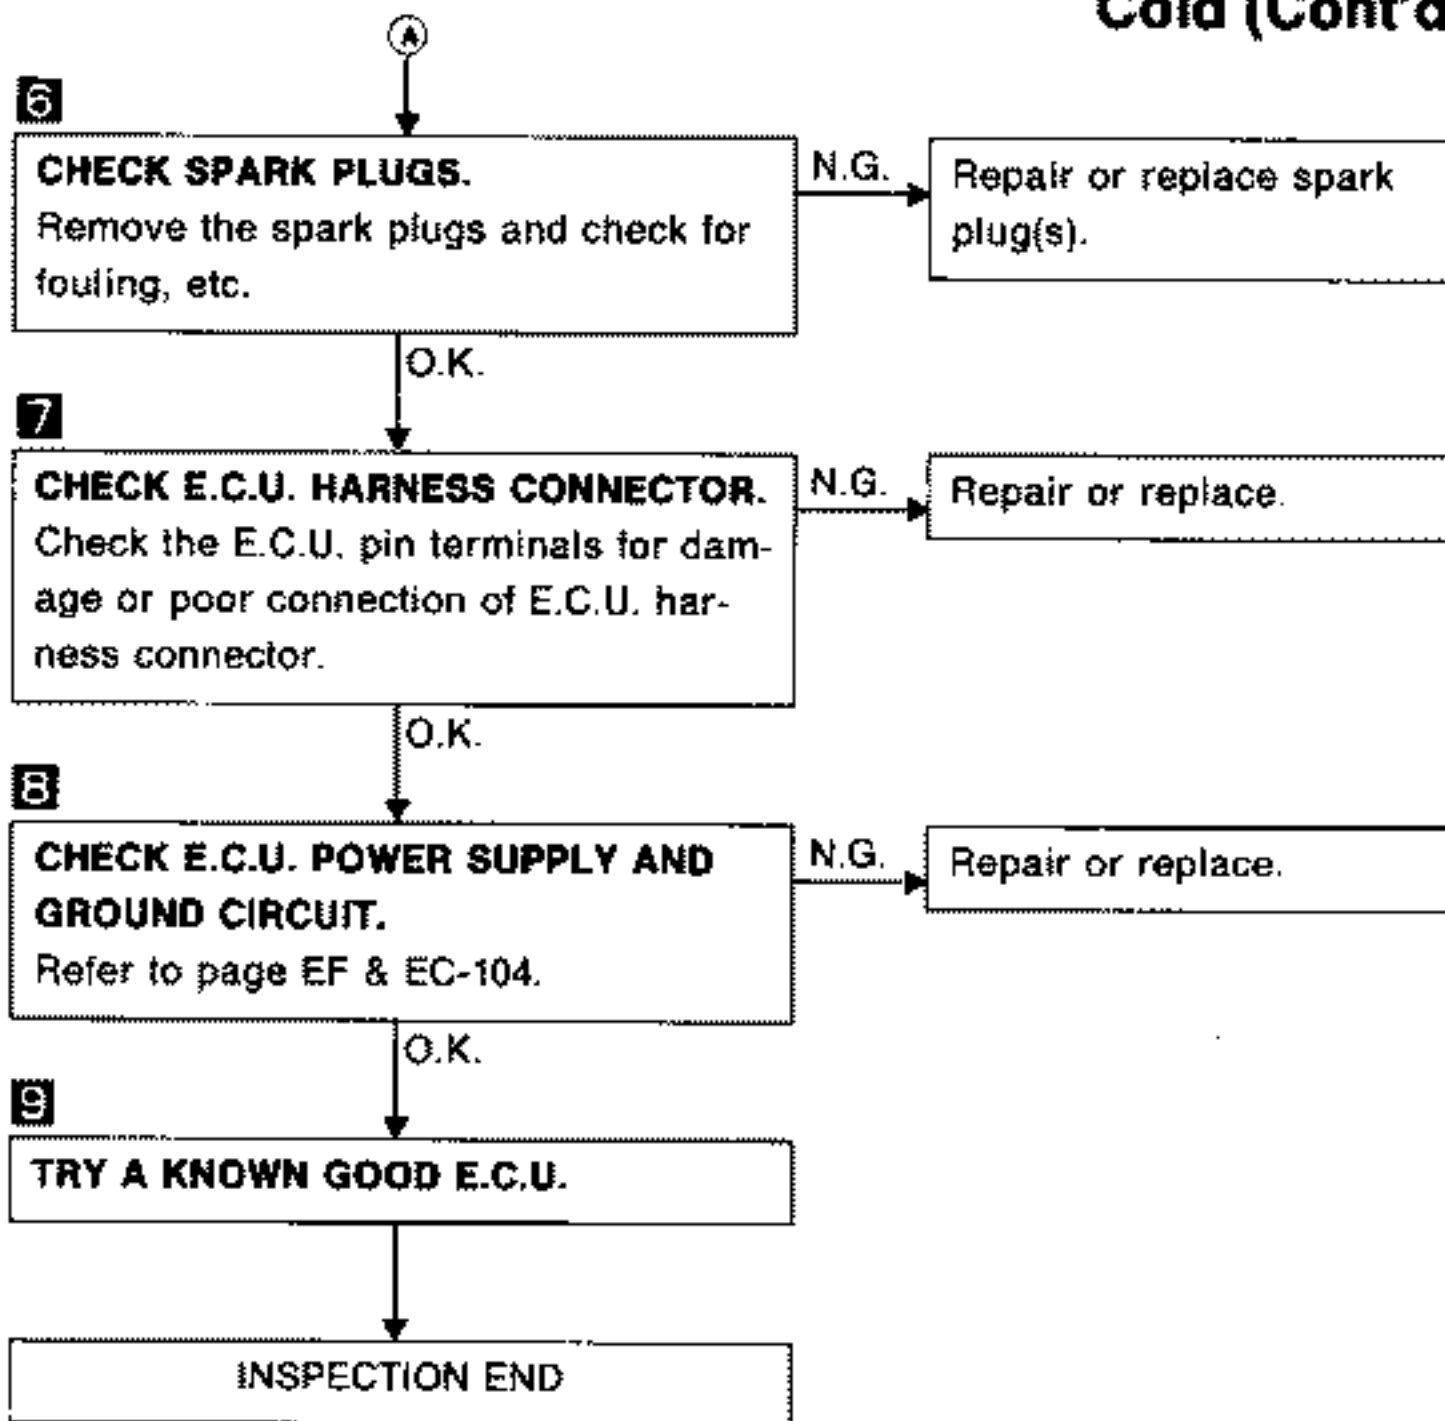 Cold (Cont'd
A
6
CHECK SPARK PLUGS.
Remove the spark plugs and check for
fouling, etc.
N.G.
Repair or replace spark
plug(s).
O.K.
7
CHECK E.C.U. HARNESS CONNECTOR.
Check the E.C.U. pin terminals for dam-
age or poor connection of E.C.U. har-
ness connector.
N.G.
Repair or replace.
O.K.
8
CHECK E.C.U. POWER SUPPLY AND
GROUND CIRCUIT.
Refer to page EF & EC-104.
N.G.
Repair or replace.
O.K.
9
TRY A KNOWN GOOD E.C.U.
INSPECTION END